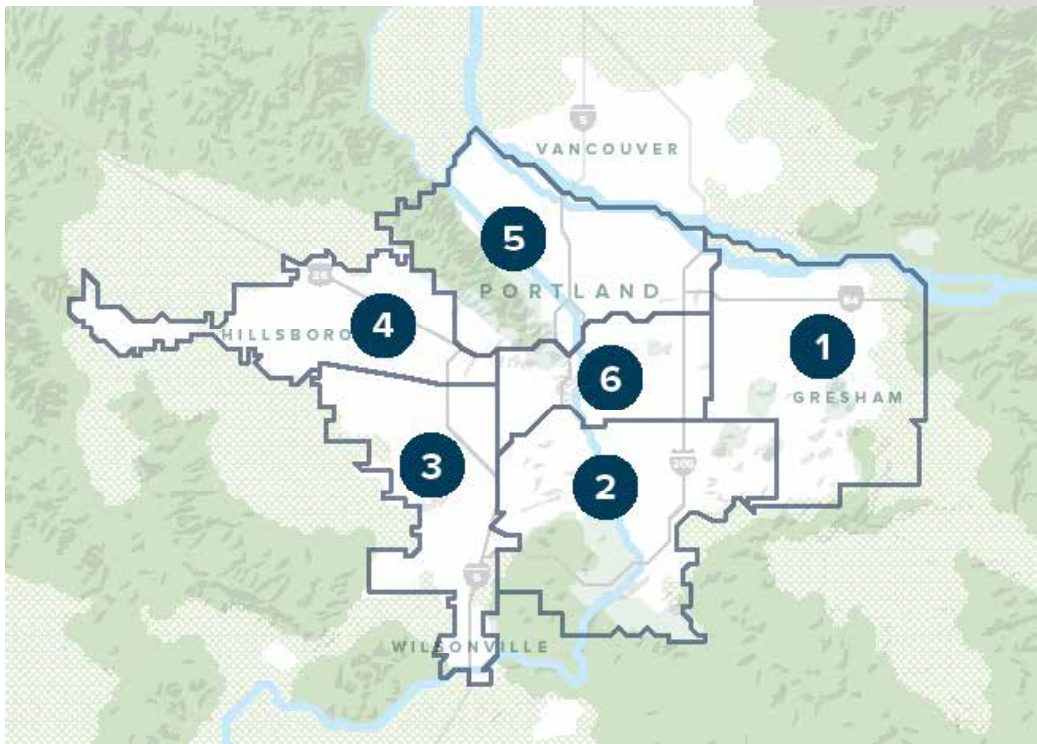 5
VANCOUVER
5
PORTLAND
26
84
4
HILLSBORO
1
6
GRESHAM
3
205
2
5
WILSONVILLE